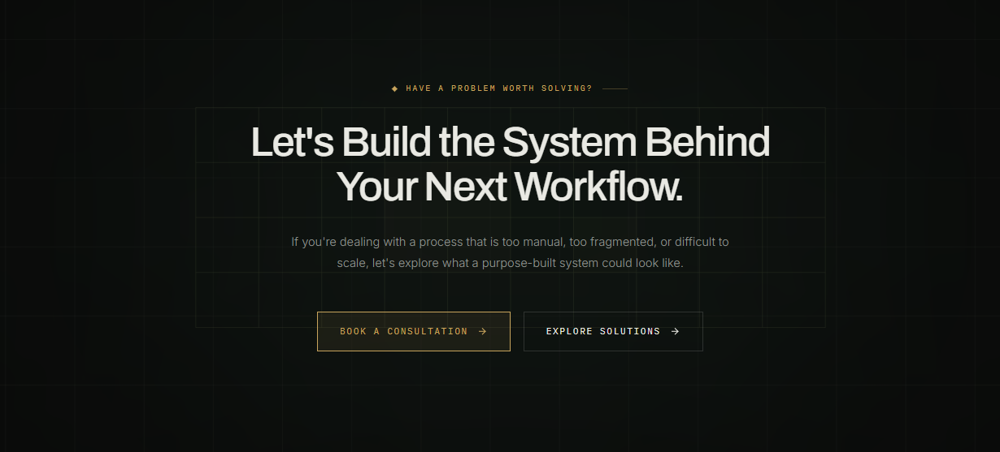 HAVE A PROBLEM WORTH SOLVING?
Let's Build the System Behind
Your Next Workflow.
If you're dealing with a process that is too manual, too fragmented, or difficult to
scale, let's explore what a purpose-built system could look like.
BOOK A CONSULTATION →
EXPLORE SOLUTIONS →